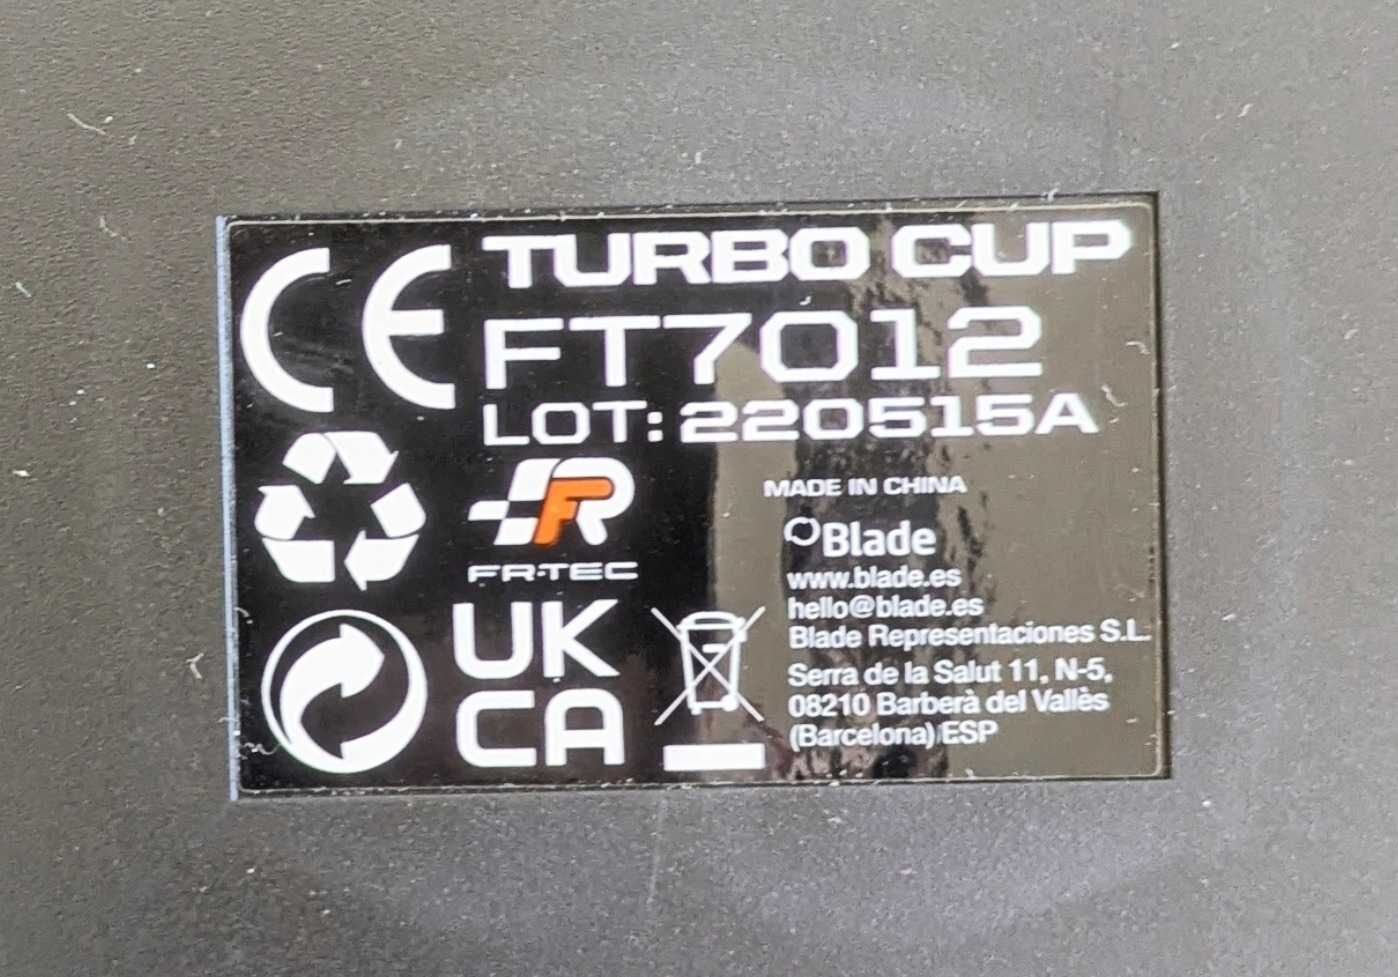 CE TURBO CUP
FT7012
LOT: 220515A
FR-TEC
MADE IN CHINA
Blade
www.blade.es
hello@blade.es
Blade Representaciones S.L.
Serra de la Salut 11, N-5,
08210 Barberà del Vallès
(Barcelona) ESP
UK
CA